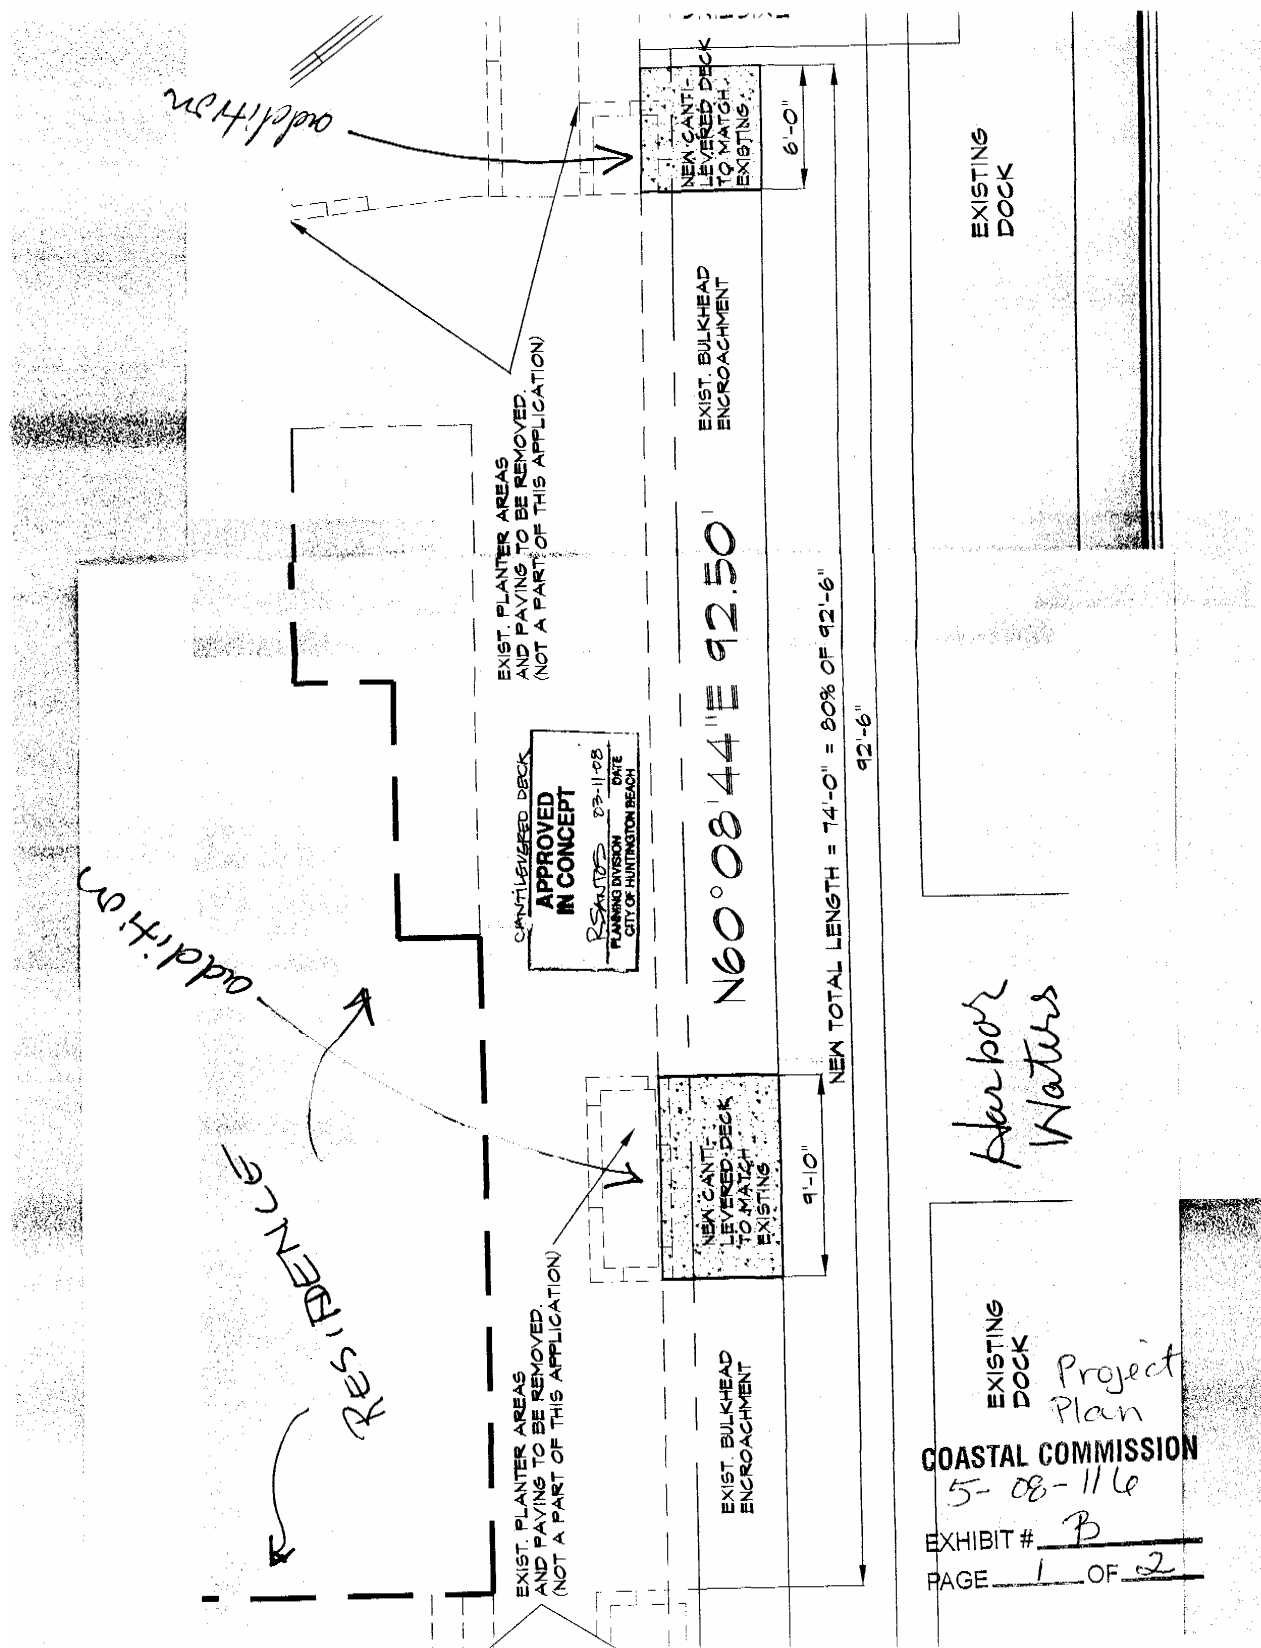 addition
NEW CANTI-
LEVERED DECK
TO MATCH
EXISTING
6'-0"
EXISTING
DOCK
EXIST. BULKHEAD
ENCROACHMENT
EXIST. PLANTER AREAS
AND PAVING TO BE REMOVED.
(NOT A PART OF THIS APPLICATION)
N60°08'44"E 92.50'
NEW TOTAL LENGTH = 74'-0" = 80% OF 92'-6"
92'-6"
CANTILEVERED DECK
APPROVED
IN CONCEPT
RSANTOS 03-11-08
PLANNING DIVISION DATE
CITY OF HUNTINGTON BEACH
addition
RESIDENCE
NEW CANTI-
LEVERED DECK
TO MATCH
EXISTING
9'-10"
Harbor
Waters
EXIST. PLANTER AREAS
AND PAVING TO BE REMOVED.
(NOT A PART OF THIS APPLICATION)
EXIST. BULKHEAD
ENCROACHMENT
EXISTING
DOCK
Project
Plan
COASTAL COMMISSION
5-08-116
EXHIBIT # B
PAGE 1 OF 2